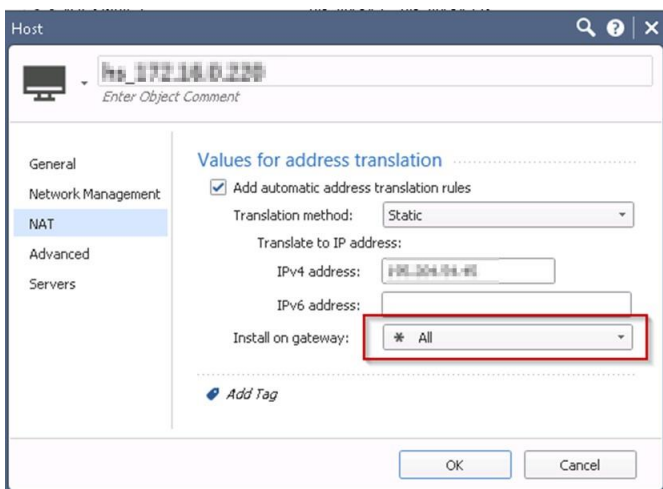 Host
Enter Object Comment
General
Network Management
NAT
Advanced
Servers
Values for address translation
Add automatic address translation rules
Translation method: Static
Translate to IP address:
IPv4 address:
IPv6 address:
Install on gateway: * All
Add Tag
OK Cancel